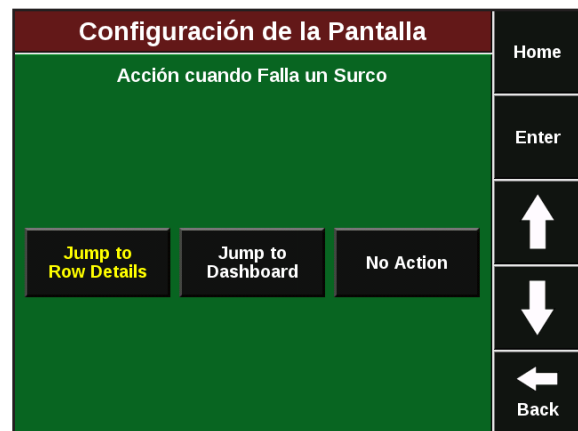 Configuración de la Pantalla
Acción cuando Falla un Surco
Jump to
Row Details
Jump to
Dashboard
No Action
Home
Enter
Back